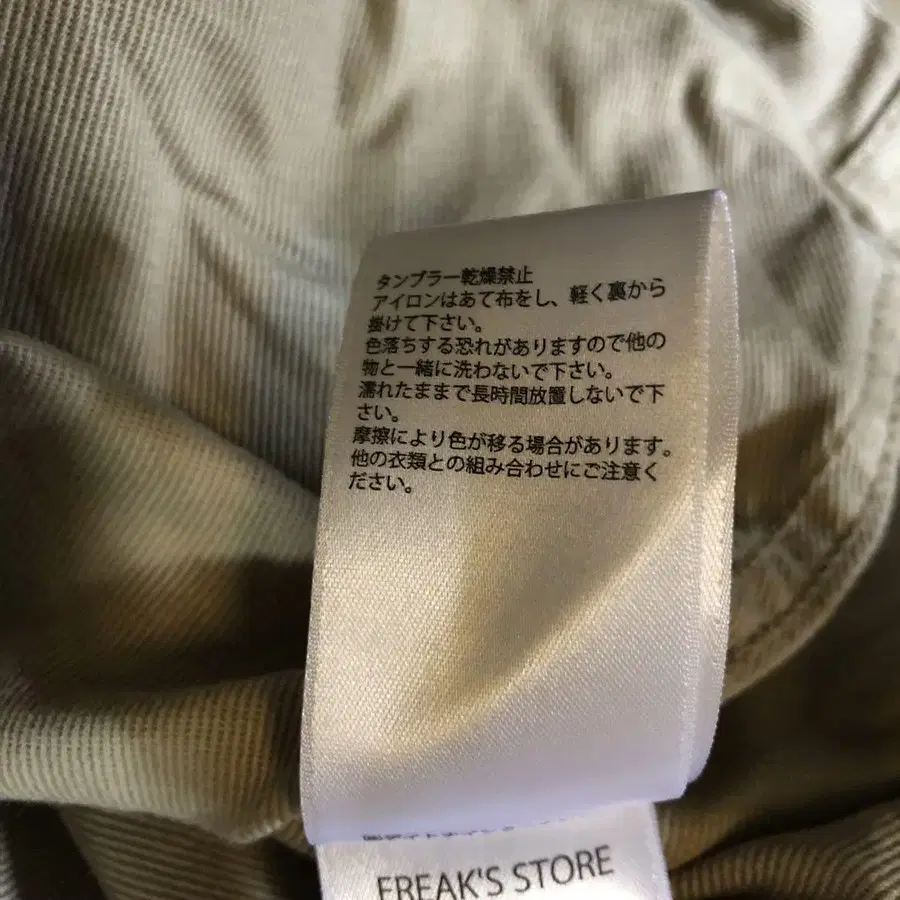 タンブラー乾燥禁止
アイロンはあて布をし、軽く裏から
掛けて下さい。
色落ちする恐れがありますので他の
物と一緒に洗わないで下さい。
濡れたままで長時間放置しないで下
さい。
摩擦により色が移る場合があります。
他の衣類との組み合わせにご注意く
ださい。
FREAK'S STORE